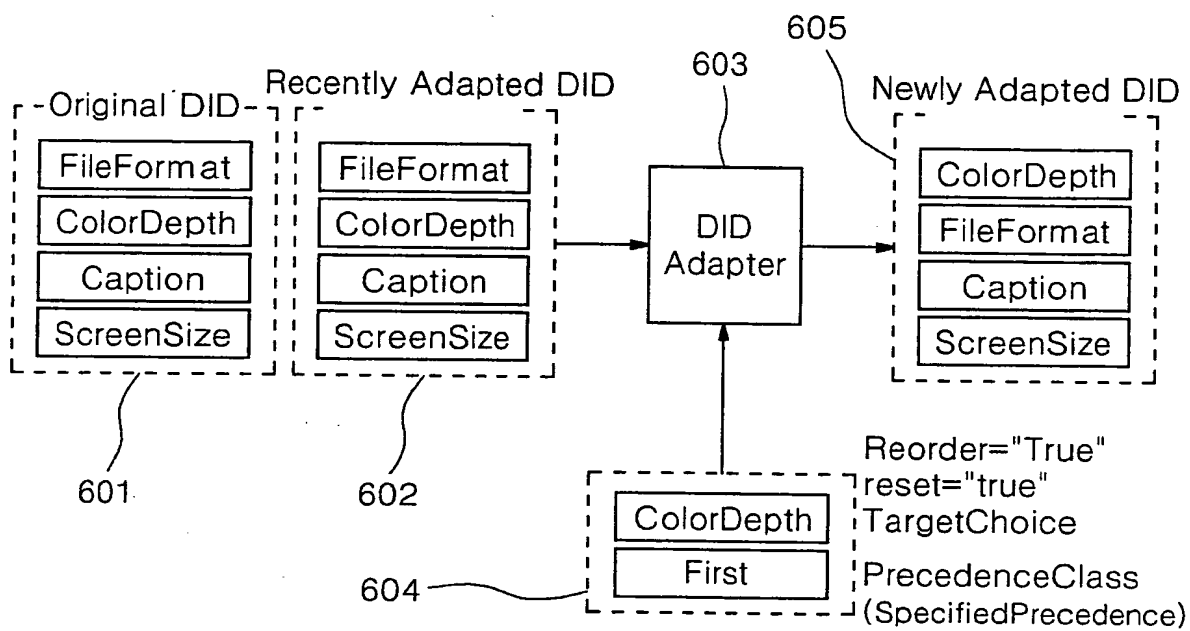 605
603
Recently Adapted DID
Newly Adapted DID
Original DID
FileFormat
ColorDepth
Caption
ScreenSize
FileFormat
ColorDepth
Caption
ScreenSize
DID
Adapter
ColorDepth
FileFormat
Caption
ScreenSize
601
602
604
ColorDepth
First
Reorder="True"
reset="true"
TargetChoice
PrecedenceClass
(SpecifiedPrecedence)